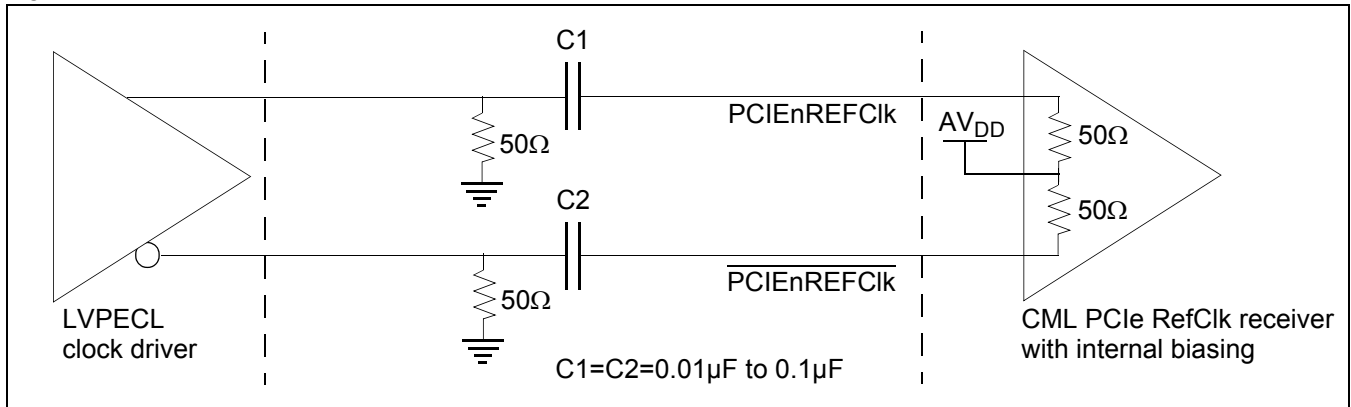 C1
PCIEnREFClk
AVDD
50Ω
50Ω
C2
50Ω
PCIEnREFClk
50Ω
LVPECL
clock driver
CML PCIe RefClk receiver
with internal biasing
C1=C2=0.01µF to 0.1µF